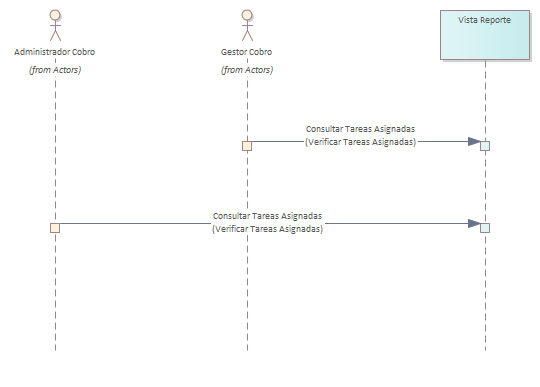 Vista Reporte
Administrador Cobro
(from Actors)
Gestor Cobro
(from Actors)
Consultar Tareas Asignadas
(Verificar Tareas Asignadas)
Consultar Tareas Asignadas
(Verificar Tareas Asignadas)